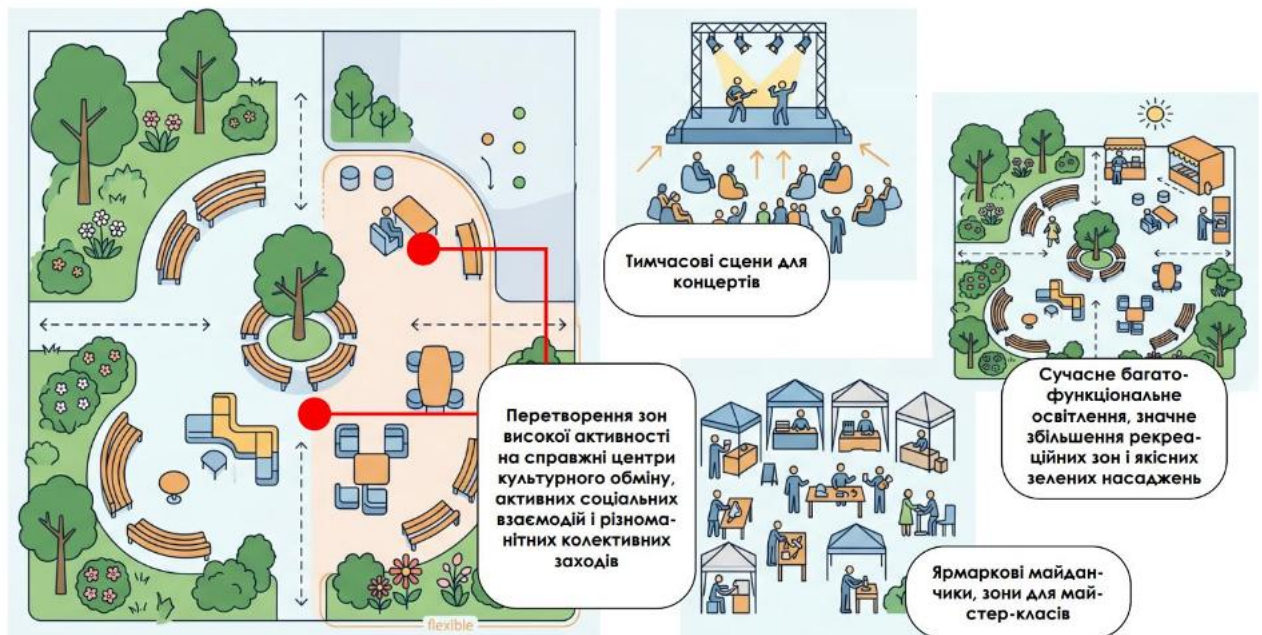 Тимчасові сцени для
концертів
Перетворення зон
високої активності
на справжні центри
культурного обміну,
активних соціальних
взаємодій і різнома-
нітних колективних
заходів
Сучасне багато-
функціональне
освітлення, значне
збільшення рекреа-
ційних зон і якісних
зелених насаджень
Ярмаркові майдан-
чики, зони для май-
стер-класів
flexible